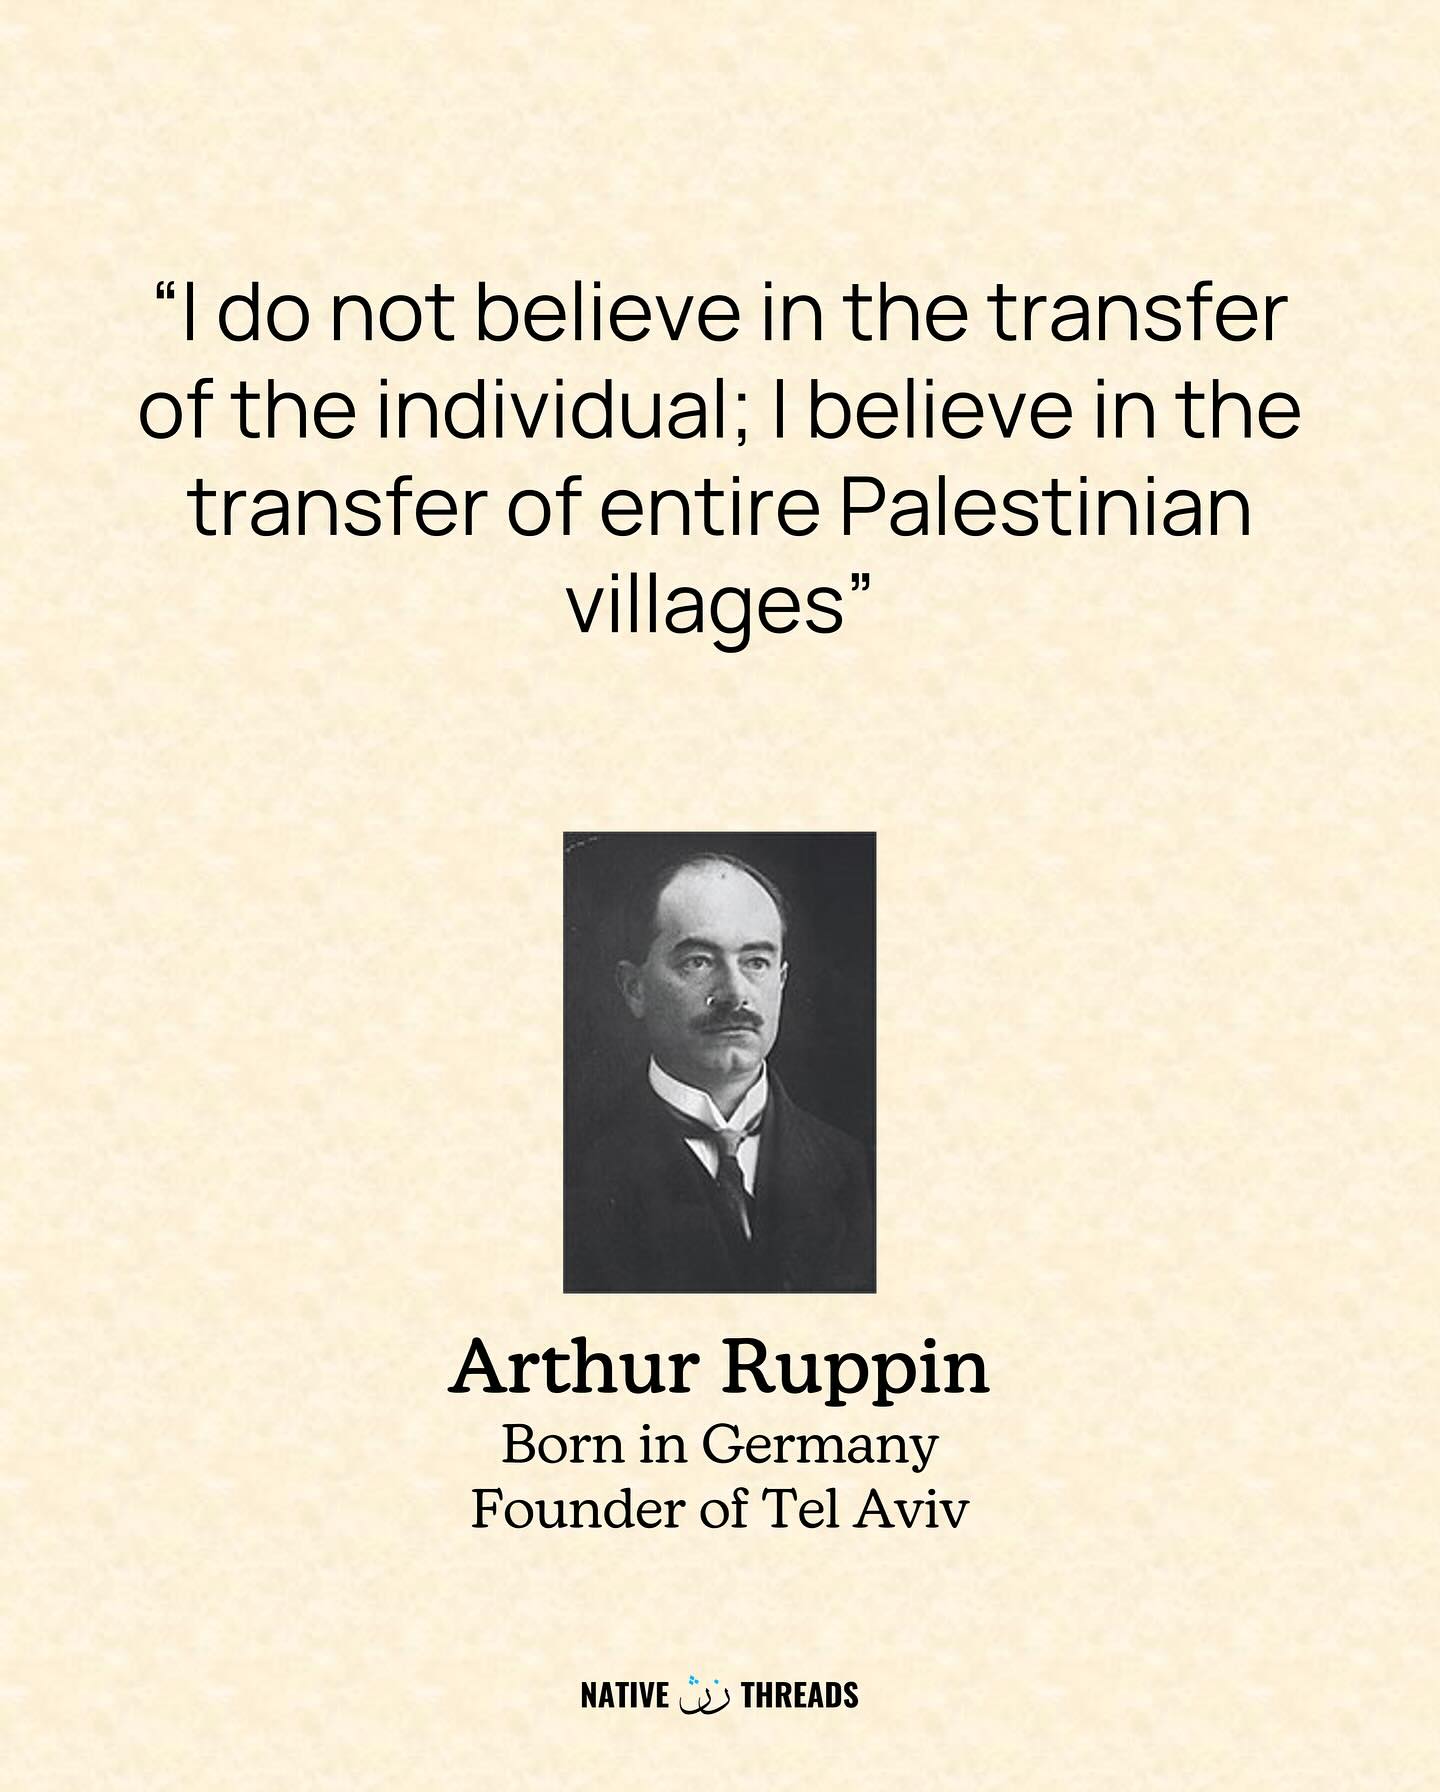 “I do not believe in the transfer
of the individual; I believe in the
transfer of entire Palestinian
villages”
Arthur Ruppin
Born in Germany
Founder of Tel Aviv
NATIVE THREADS